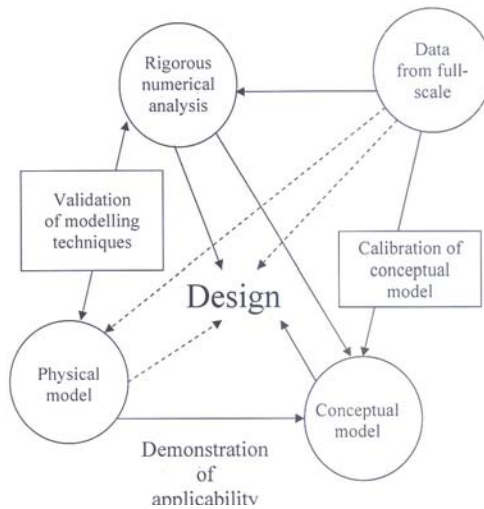 Rigorous
numerical
analysis
Data
from full-
scale
Validation
of modelling
techniques
Calibration of
conceptual
model
Design
Physical
model
Conceptual
model
Demonstration
of
applicability